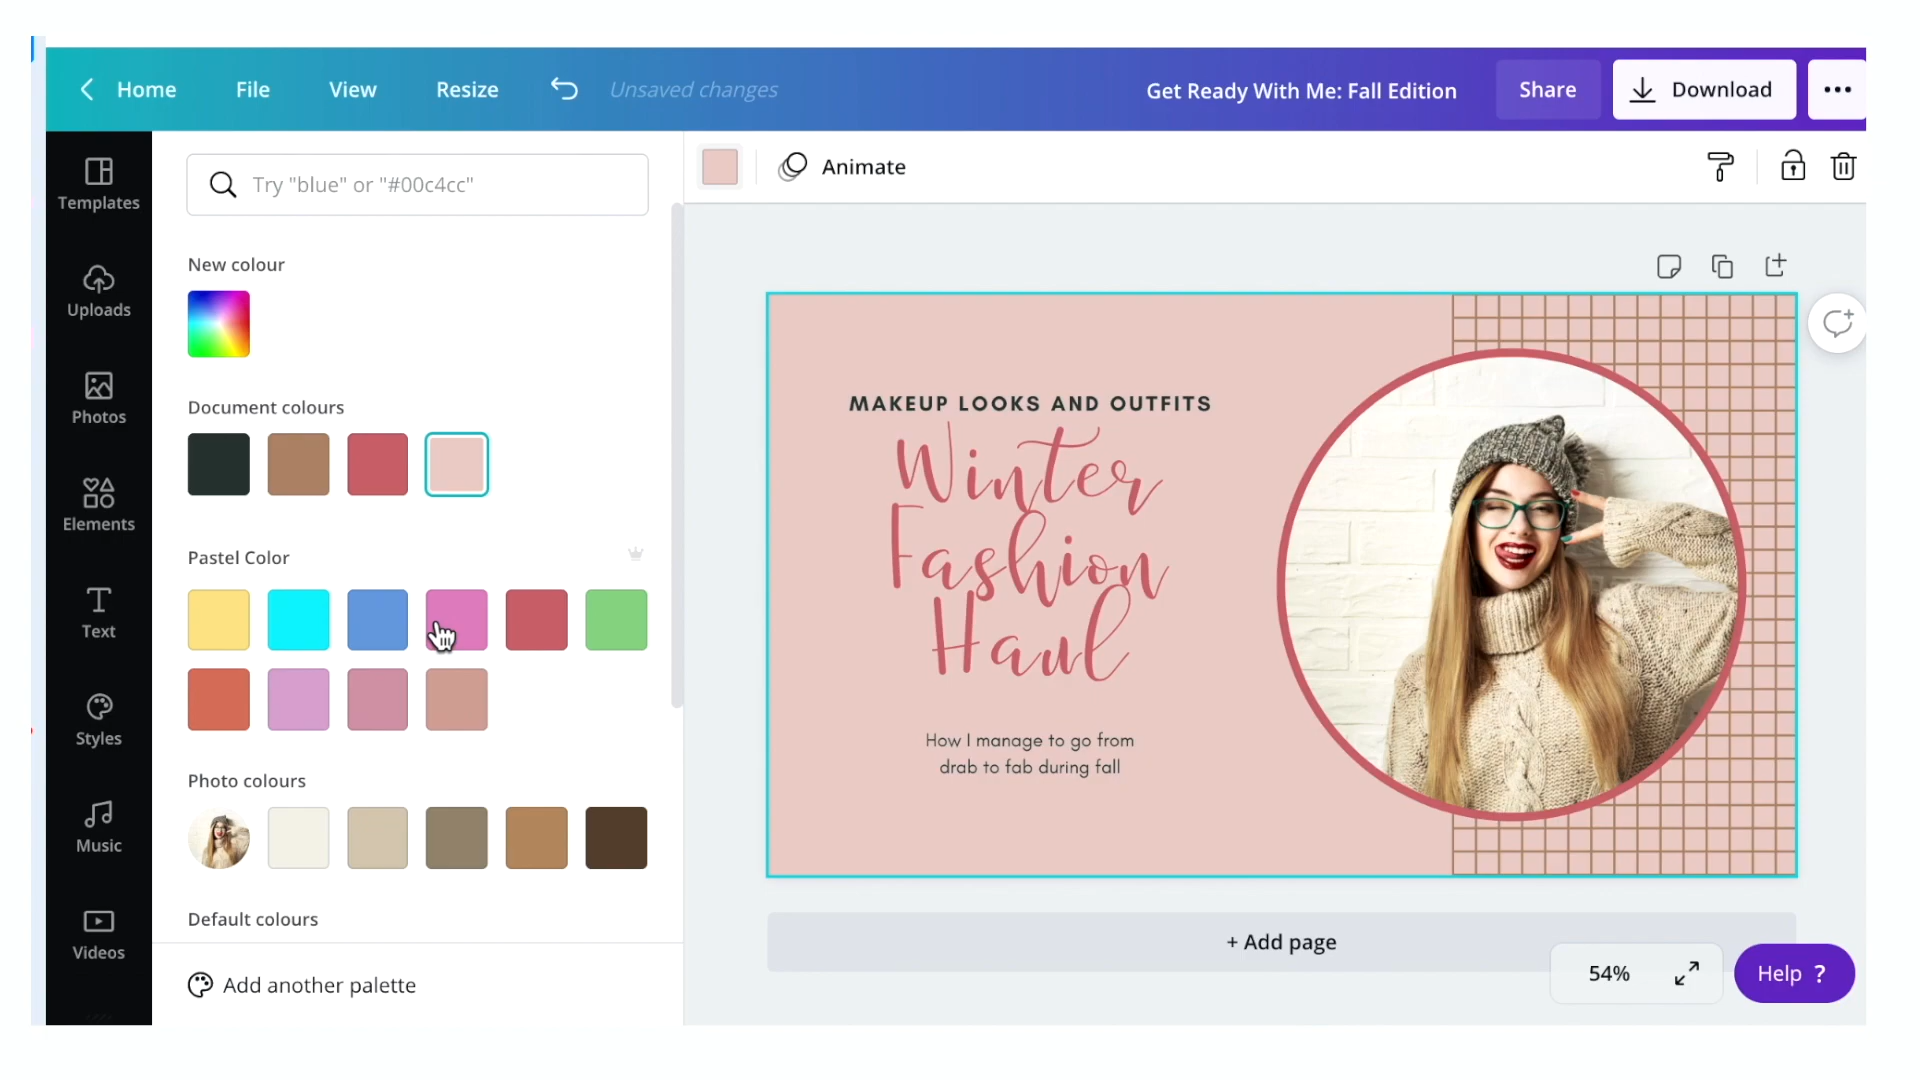 Home
File
View
Resize
Unsaved changes
Get Ready With Me: Fall Edition
Share
Download
Templates
Uploads
Photos
Elements
Text
Styles
Music
Videos
Try "blue" or "#00c4cc"
New colour
Document colours
Pastel Color
Photo colours
Default colours
Add another palette
Animate
MAKEUP LOOKS AND OUTFITS
Winter
Fashion
Haul
How I manage to go from
drab to fab during fall
+ Add page
54%
Help ?